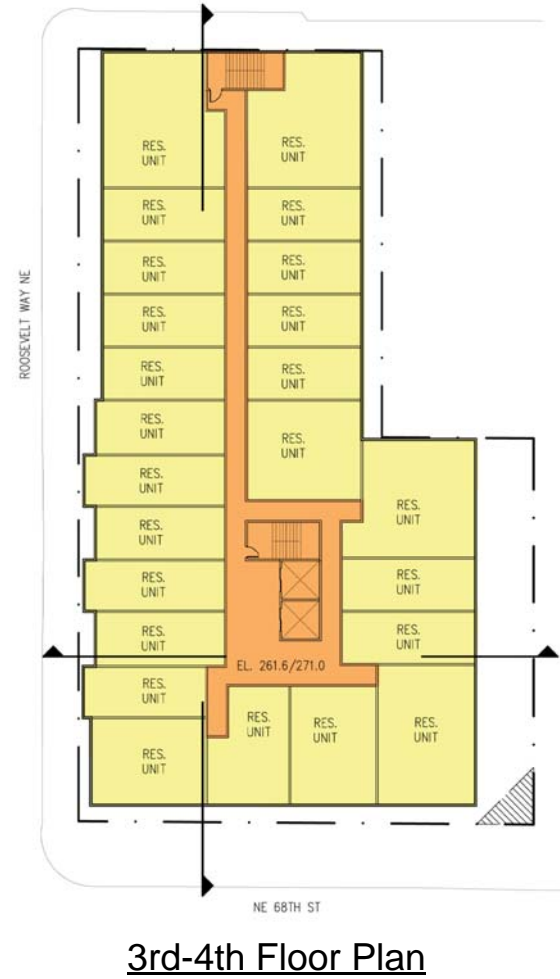 RES.
UNIT
RES.
UNIT
RES.
UNIT
RES.
UNIT
RES.
UNIT
RES.
UNIT
RES.
UNIT
RES.
UNIT
RES.
UNIT
RES.
UNIT
ROOSEVELT WAY NE
RES.
UNIT
RES.
UNIT
RES.
UNIT
RES.
UNIT
RES.
UNIT
RES.
UNIT
RES.
UNIT
RES.
UNIT
RES.
UNIT
RES.
UNIT
EL. 261.6/271.0
RES.
UNIT
RES.
UNIT
RES.
UNIT
RES.
UNIT
NE 68TH ST
3rd-4th Floor Plan